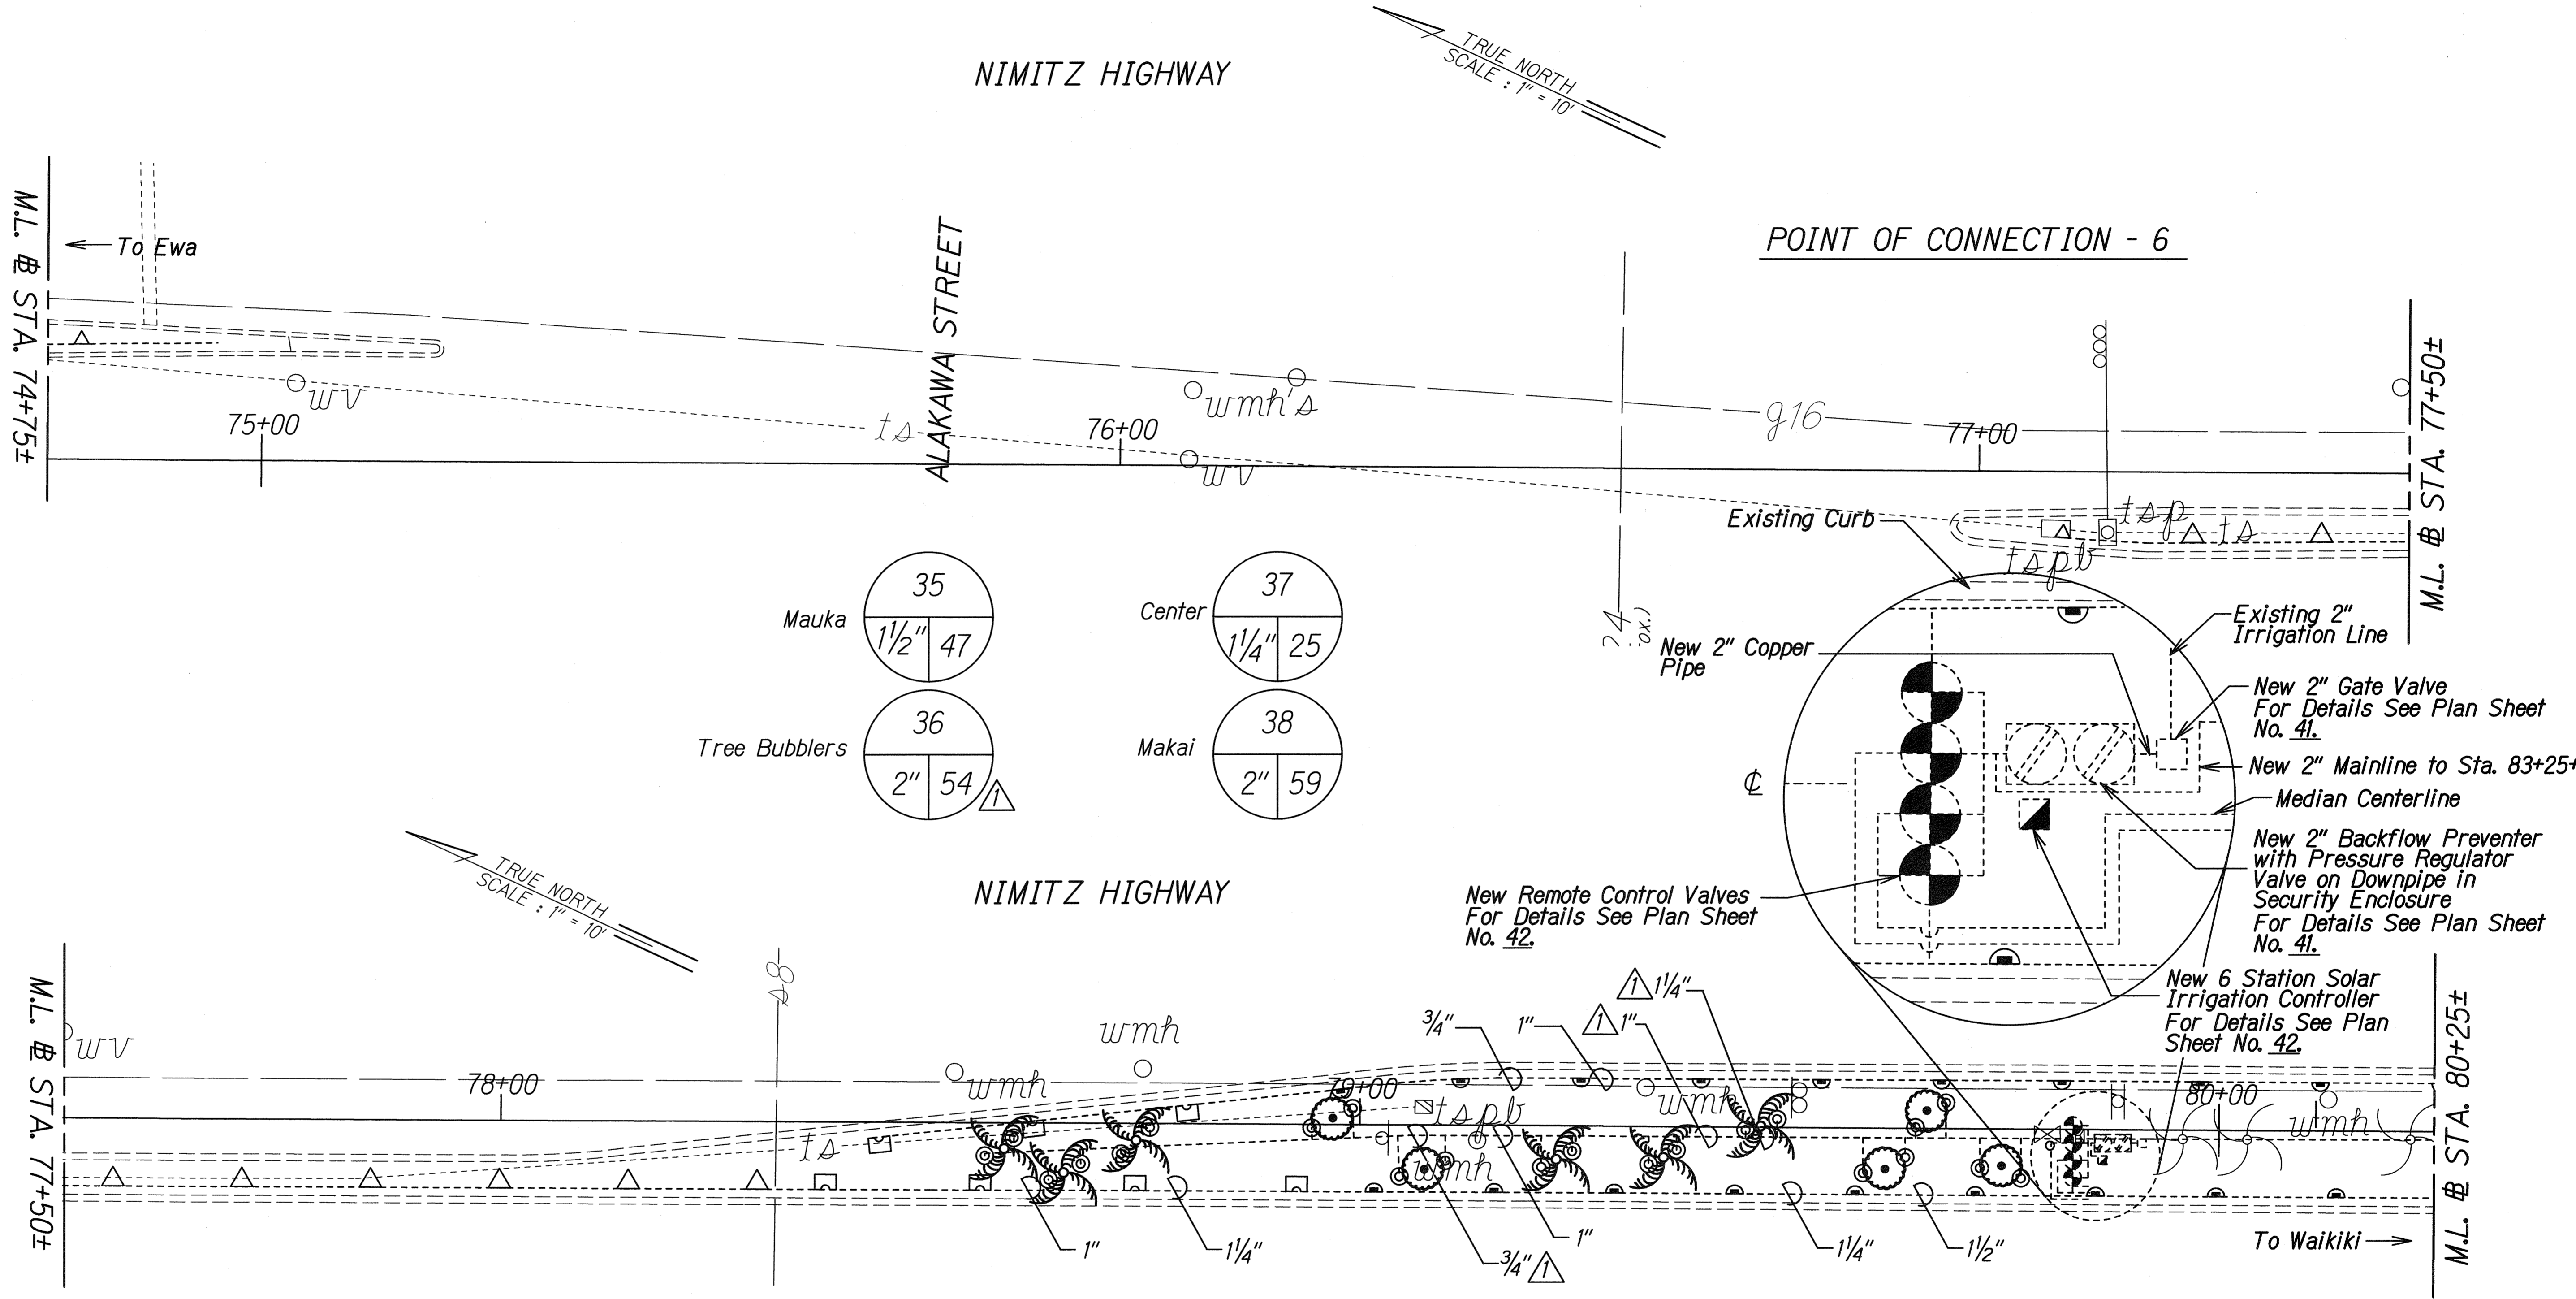 NIMITZ HIGHWAY
TRUE NORTH
SCALE : 1" = 10'
M.L. ⅊ STA. 74+75±
To Ewa
ALAKAWA STREET
POINT OF CONNECTION - 6
M.L. ⅊ STA. 77+50±
wv
75+00
ts
76+00
wmh's
wv
g16
77+00
Existing Curb
tsp
ts
tspb
24
ox.)
Mauka
35
1½"
47
Center
37
1¼"
25
Tree Bubblers
36
2"
54
1
Makai
38
2"
59
New 2" Copper
Pipe
Existing 2"
Irrigation Line
New 2" Gate Valve
For Details See Plan Sheet
No. 41.
New 2" Mainline to Sta. 83+25+
℄
Median Centerline
New 2" Backflow Preventer
with Pressure Regulator
Valve on Downpipe in
Security Enclosure
For Details See Plan Sheet
No. 41.
New Remote Control Valves
For Details See Plan Sheet
No. 42.
New 6 Station Solar
Irrigation Controller
For Details See Plan
Sheet No. 42.
TRUE NORTH
SCALE : 1" = 10'
NIMITZ HIGHWAY
M.L. ⅊ STA. 77+50±
wv
s8
78+00
wmh
wmh
ts
79+00
tspb
wmh
wmh
80+00
wmh
3/4"
1"
1
1"
1
1¼"
1"
1¼"
3/4"
1
1"
1¼"
1½"
To Waikiki
M.L. ⅊ STA. 80+25±